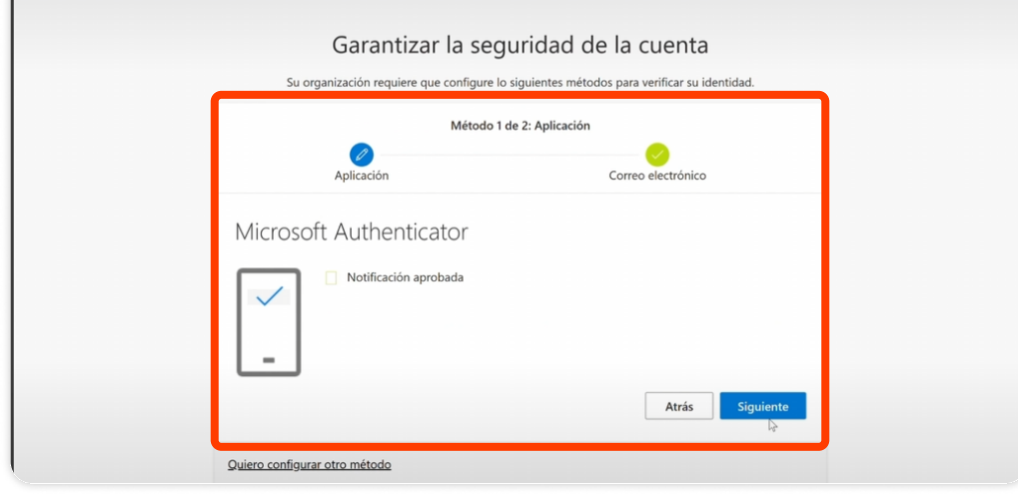 Garantizar la seguridad de la cuenta
Su organización requiere que configure lo siguientes métodos para verificar su identidad.
Método 1 de 2: Aplicación
Aplicación
Correo electrónico
Microsoft Authenticator
Notificación aprobada
Atrás
Siguiente
Quiero configurar otro método